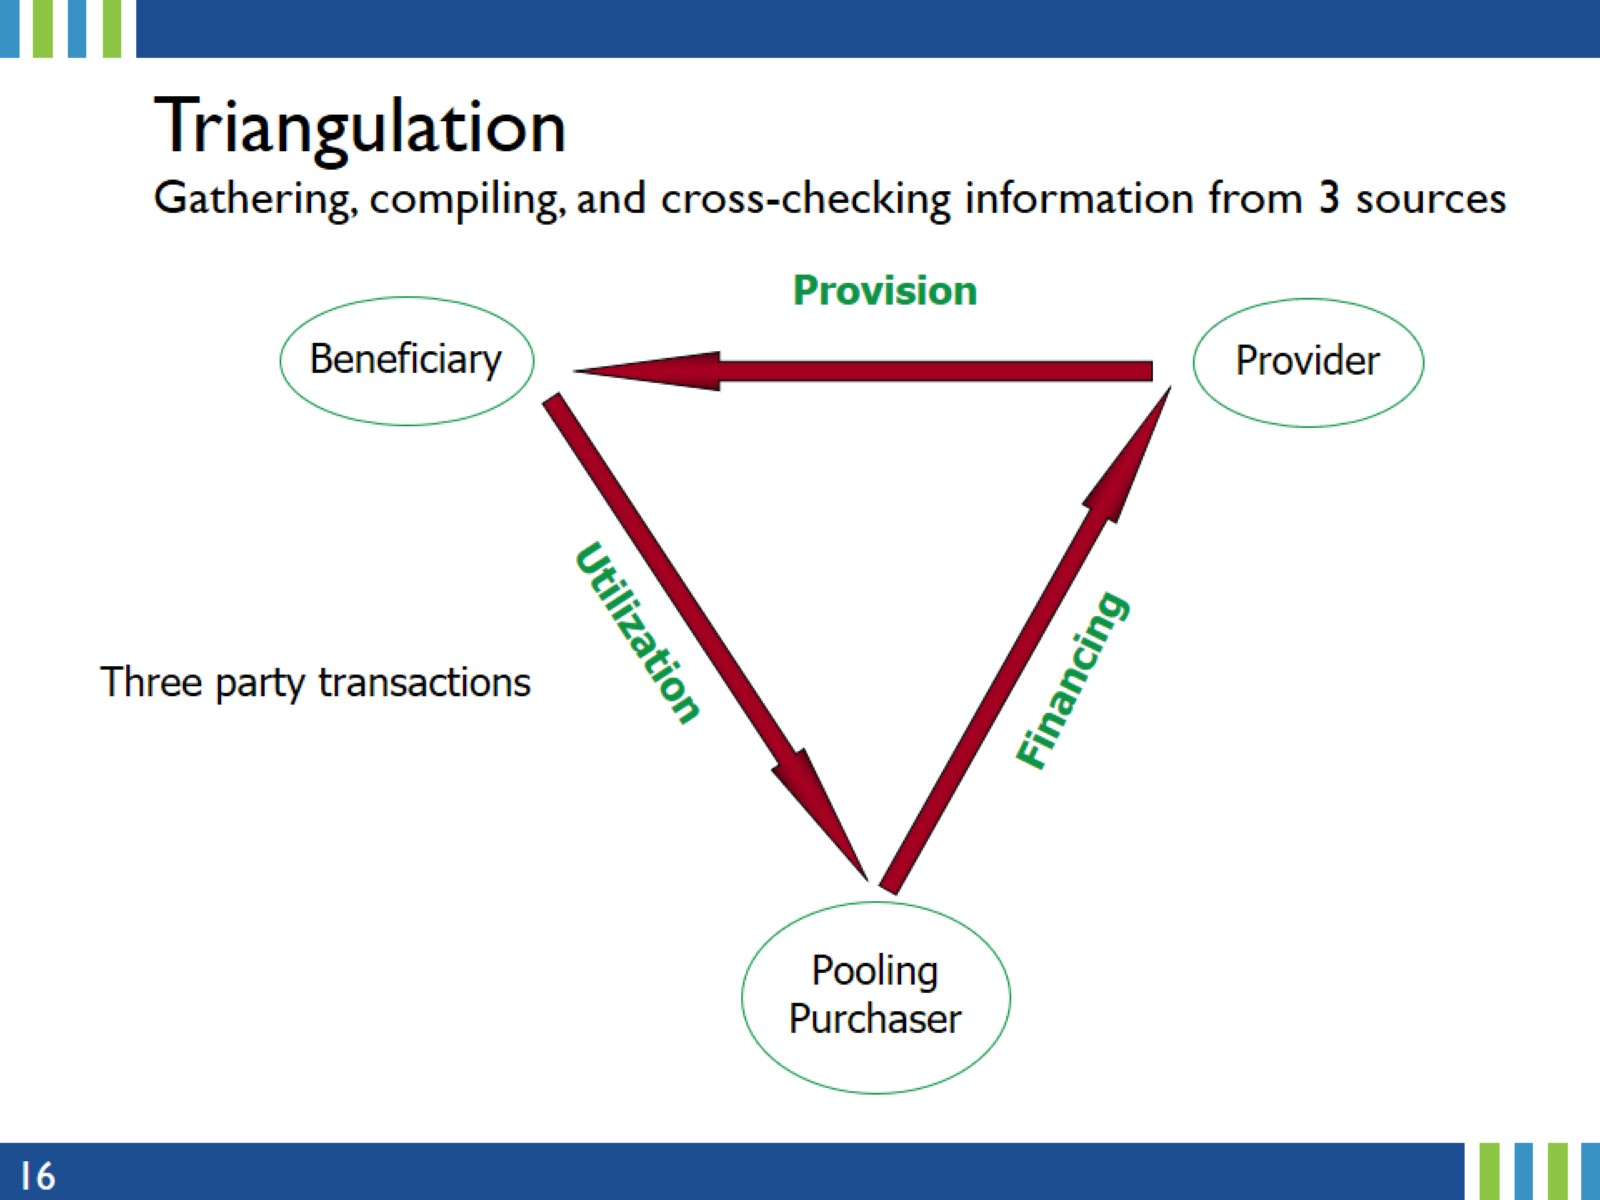 Triangulation
Gathering, compiling, and cross-checking information from 3 sources
Provision
Beneficiary
Provider
Utilization
Financing
Three party transactions
Pooling
Purchaser
16